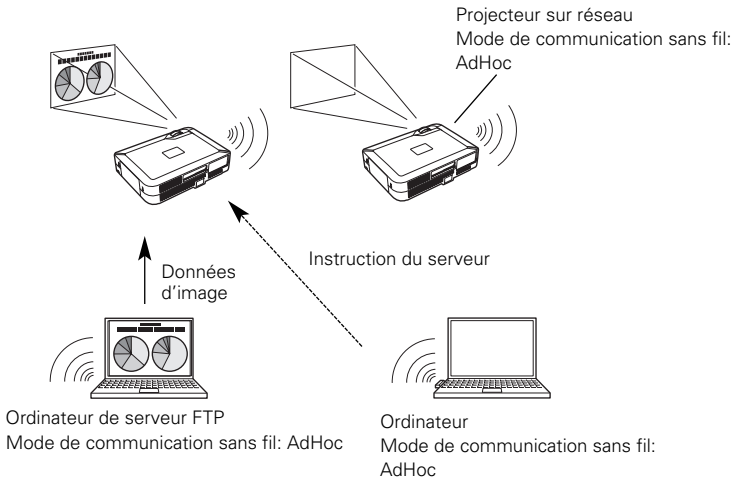 Projecteur sur réseau
Mode de communication sans fil:
AdHoc
Instruction du serveur
Données
d'image
Ordinateur de serveur FTP
Mode de communication sans fil: AdHoc
Ordinateur
Mode de communication sans fil:
AdHoc